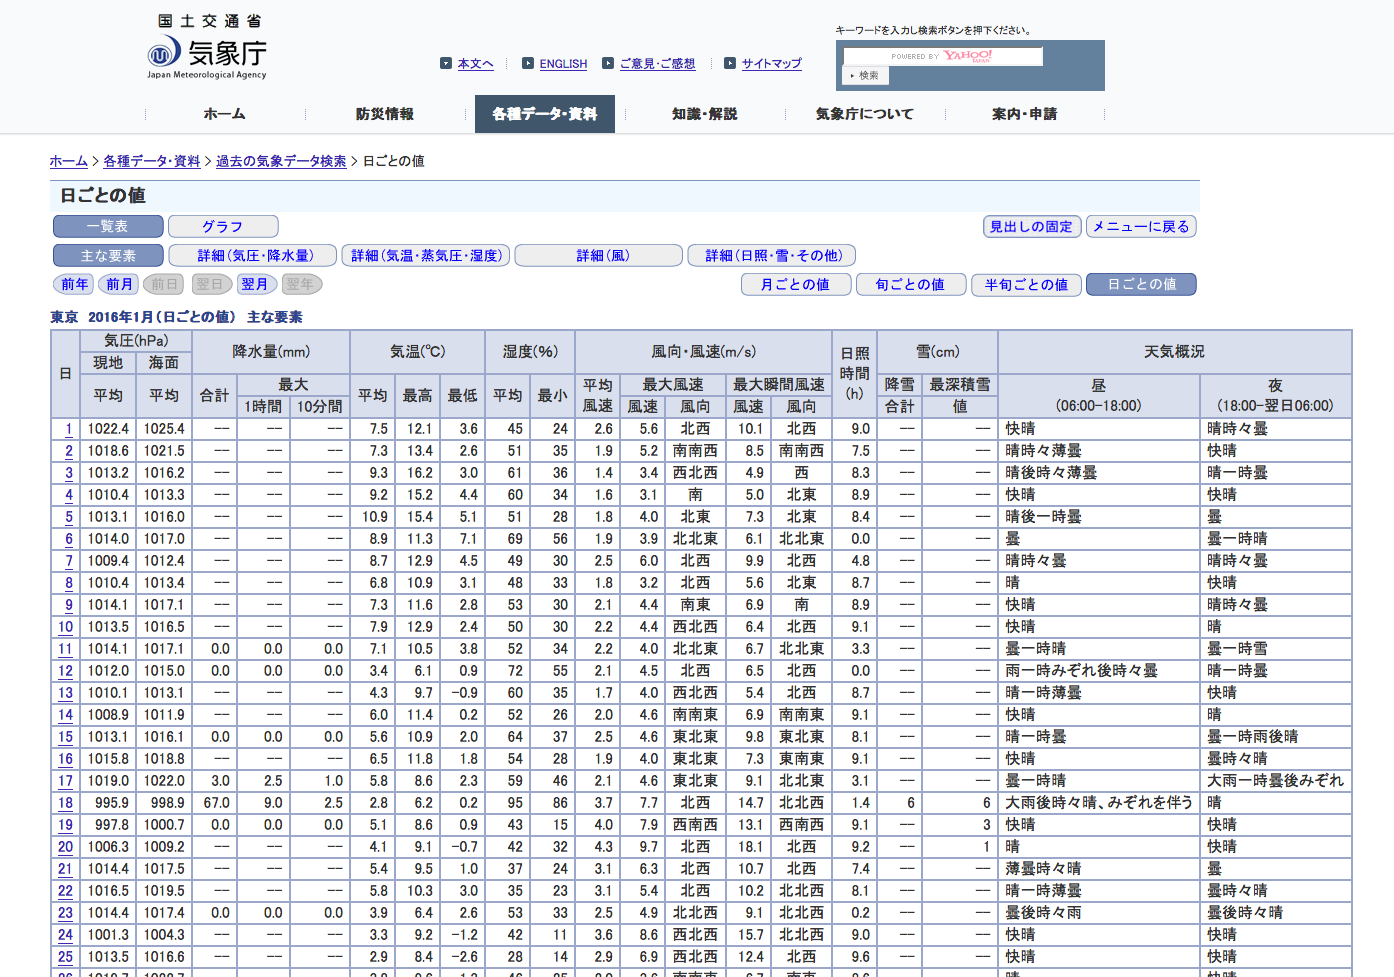 国土交通省
気象庁
Japan Meteorological Agency
本文へ ENGLISH ご意見・ご感想 サイトマップ
キーワードを入力し検索ボタンを押下ください。
POWERED BY YAHOO! JAPAN
検索
ホーム 防災情報 各種データ・資料 知識・解説 気象庁について 案内・申請
ホーム > 各種データ・資料 > 過去の気象データ検索 > 日ごとの値
日ごとの値
一覧表 グラフ 見出しの固定 メニューに戻る
主な要素 詳細(気圧・降水量) 詳細(気温・蒸気圧・湿度) 詳細(風) 詳細(日照・雪・その他)
前年 前月 前日 翌日 翌月 翌年 月ごとの値 旬ごとの値 半旬ごとの値 日ごとの値
東京 2016年1月(日ごとの値) 主な要素
日 気圧(hPa) 降水量(mm) 気温(℃) 湿度(%) 風向・風速(m/s) 日照時間(h) 雪(cm) 天気概況
現地 海面
平均 平均 合計 最大 平均 最高 最低 平均 最小 平均風速 最大風速 最大瞬間風速 降雪 最深積雪 昼 夜
1時間 10分間 風速 風向 風速 風向 合計 値 (06:00-18:00) (18:00-翌日06:00)
1 1022.4 1025.4 -- -- -- 7.5 12.1 3.6 45 24 2.6 5.6 北西 10.1 北西 9.0 -- -- 快晴 晴時々曇
2 1018.6 1021.5 -- -- -- 7.3 13.4 2.6 51 35 1.9 5.2 南南西 8.5 南南西 7.5 -- -- 晴時々薄曇 快晴
3 1013.2 1016.2 -- -- -- 9.3 16.2 3.0 61 36 1.4 3.4 西北西 4.9 西 8.3 -- -- 晴後時々薄曇 晴一時曇
4 1010.4 1013.3 -- -- -- 9.2 15.2 4.4 60 34 1.6 3.1 南 5.0 北東 8.9 -- -- 快晴 快晴
5 1013.1 1016.0 -- -- -- 10.9 15.4 5.1 51 28 1.8 4.0 北東 7.3 北東 8.4 -- -- 晴後一時曇 曇
6 1014.0 1017.0 -- -- -- 8.9 11.3 7.1 69 56 1.9 3.9 北北東 6.1 北北東 0.0 -- -- 曇 曇一時晴
7 1009.4 1012.4 -- -- -- 8.7 12.9 4.5 49 30 2.5 6.0 北西 9.9 北西 4.8 -- -- 晴時々曇 晴時々曇
8 1010.4 1013.4 -- -- -- 6.8 10.9 3.1 48 33 1.8 3.2 北西 5.6 北東 8.7 -- -- 晴 快晴
9 1014.1 1017.1 -- -- -- 7.3 11.6 2.8 53 30 2.1 4.4 南東 6.9 南 8.9 -- -- 快晴 晴時々曇
10 1013.5 1016.5 -- -- -- 7.9 12.9 2.4 50 30 2.2 4.4 西北西 6.4 北西 9.1 -- -- 快晴 晴
11 1014.1 1017.1 0.0 0.0 0.0 7.1 10.5 3.8 52 34 2.2 4.0 北北東 6.7 北北東 3.3 -- -- 曇一時晴 曇一時雪
12 1012.0 1015.0 0.0 0.0 0.0 3.4 6.1 0.9 72 55 2.1 4.5 北西 6.5 北西 0.0 -- -- 雨一時みぞれ後時々曇 晴一時曇
13 1010.1 1013.1 -- -- -- 4.3 9.7 -0.9 60 35 1.7 4.0 西北西 5.4 北西 8.7 -- -- 晴一時薄曇 快晴
14 1008.9 1011.9 -- -- -- 6.0 11.4 0.2 52 26 2.0 4.6 南南東 6.9 南南東 9.1 -- -- 快晴 晴
15 1013.1 1016.1 0.0 0.0 0.0 5.6 10.9 2.0 64 37 2.5 4.6 東北東 9.8 東北東 8.1 -- -- 晴一時曇 曇一時雨後晴
16 1015.8 1018.8 -- -- -- 6.5 11.8 1.8 54 28 1.9 4.0 北北東 7.3 東南東 9.1 -- -- 快晴 曇時々晴
17 1019.0 1022.0 3.0 2.5 1.0 5.8 8.6 2.3 59 46 2.1 4.6 東北東 9.1 北北東 3.1 -- -- 曇一時晴 大雨一時曇後みぞれ
18 995.9 998.9 67.0 9.0 2.5 2.8 6.2 0.2 95 86 3.7 7.7 北西 14.7 北北西 1.4 6 6 大雨後時々晴、みぞれを伴う 晴
19 997.8 1000.7 0.0 0.0 0.0 5.1 8.6 0.9 43 15 4.0 7.9 西南西 13.1 西南西 9.1 -- 3 快晴 快晴
20 1006.3 1009.2 -- -- -- 4.1 9.1 -0.7 42 32 4.3 9.7 北西 18.1 北西 9.2 -- 1 晴 快晴
21 1014.4 1017.5 -- -- -- 5.4 9.5 1.0 37 24 3.1 6.3 北西 10.7 北西 7.4 -- -- 薄曇時々晴 曇
22 1016.5 1019.5 -- -- -- 5.8 10.3 3.0 35 23 3.1 5.4 北西 10.2 北北西 8.1 -- -- 晴一時薄曇 曇時々晴
23 1014.4 1017.4 0.0 0.0 0.0 3.9 6.4 2.6 53 33 2.5 4.9 北北西 9.1 北北西 0.2 -- -- 曇後時々雨 曇後時々晴
24 1001.3 1004.3 -- -- -- 3.3 9.2 -1.2 42 11 3.6 8.6 西北西 15.7 北北西 9.0 -- -- 快晴 快晴
25 1013.5 1016.6 -- -- -- 2.9 8.4 -2.6 28 14 2.9 6.9 西北西 12.4 北西 9.6 -- -- 快晴 快晴